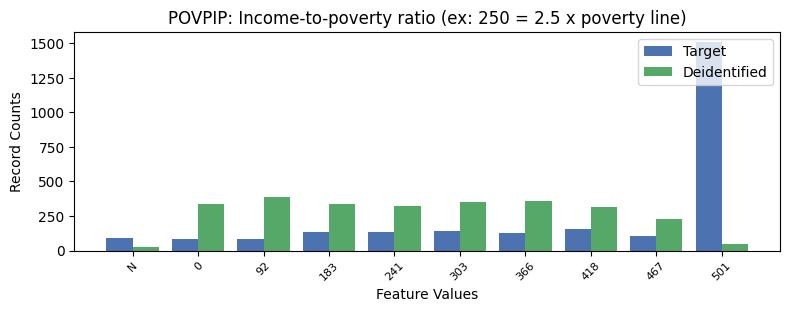 POVPIP: Income-to-poverty ratio (ex: 250 = 2.5 x poverty line)
Record Counts
1500
1250
1000
750
500
250
0
Target
Deidentified
N 0 92 183 241 303 366 418 467 501
Feature Values